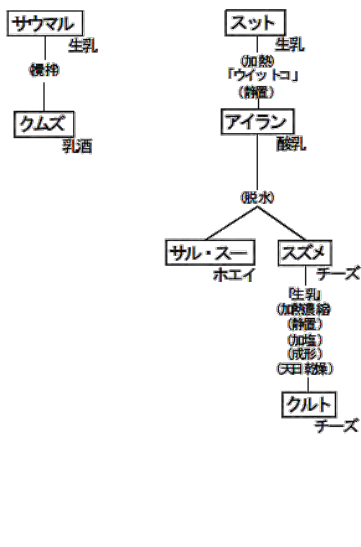 サウマル
生乳
(攪拌)
クムズ
乳酒
スット
生乳
(加熱)
「ウイットコ」
(静置)
アイラン
酸乳
(脱水)
サル・スー
ホエイ
スズメ
チーズ
「生乳」
(加熱濃縮)
(静置)
(加塩)
(成形)
(天日乾燥)
クルト
チーズ